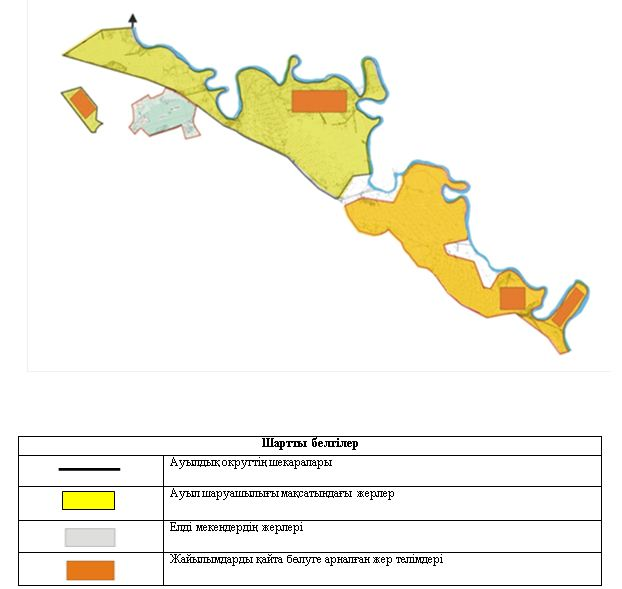 Шартты белгілер
Ауылдық округтің шекаралары
Ауыл шаруашылығы мақсатындағы жерлер
Елді мекендердің жерлері
Жайылымдарды қайта бөлуге арналған жер телімдері